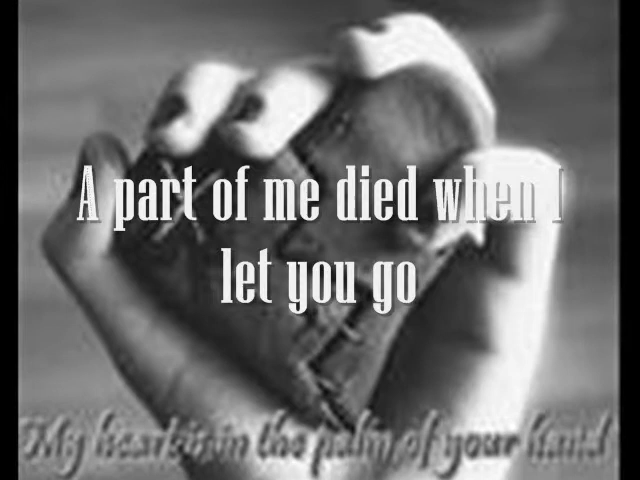 A part of me died when I
let you go
My heart is in the palm of your hand